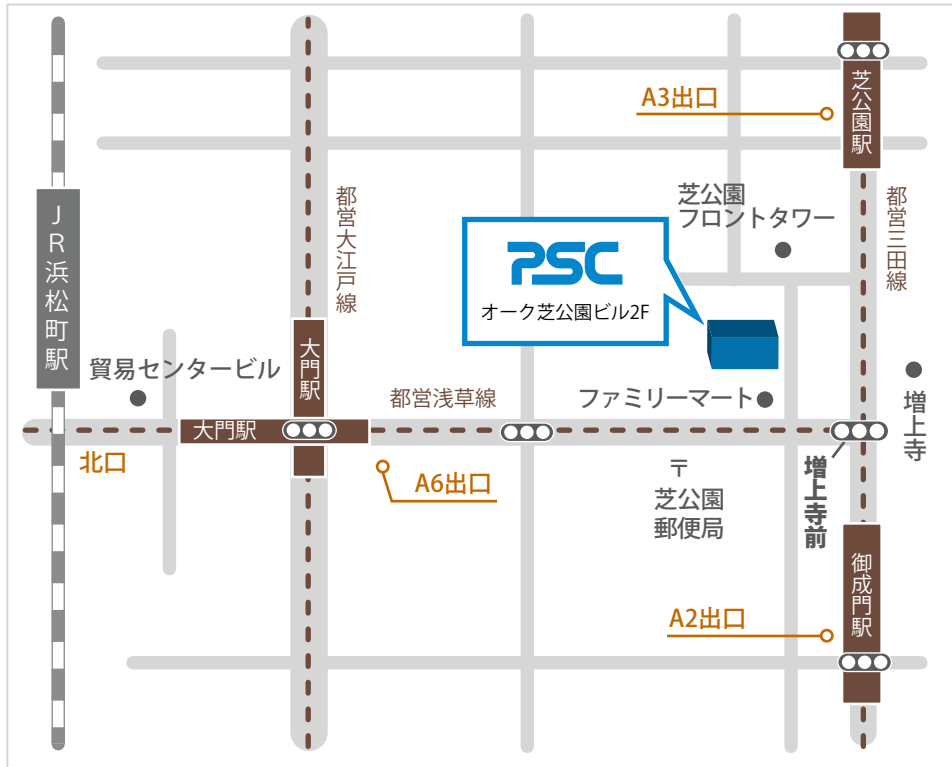 A3出口
芝公園駅
JR浜松町駅
都営大江戸線
芝公園
フロントタワー
都営三田線
PSC
オーク芝公園ビル2F
大門駅
貿易センタービル
都営浅草線
ファミリーマート
増上寺
大門駅
北口
A6出口
〒
芝公園
郵便局
増上寺前
御成門駅
A2出口